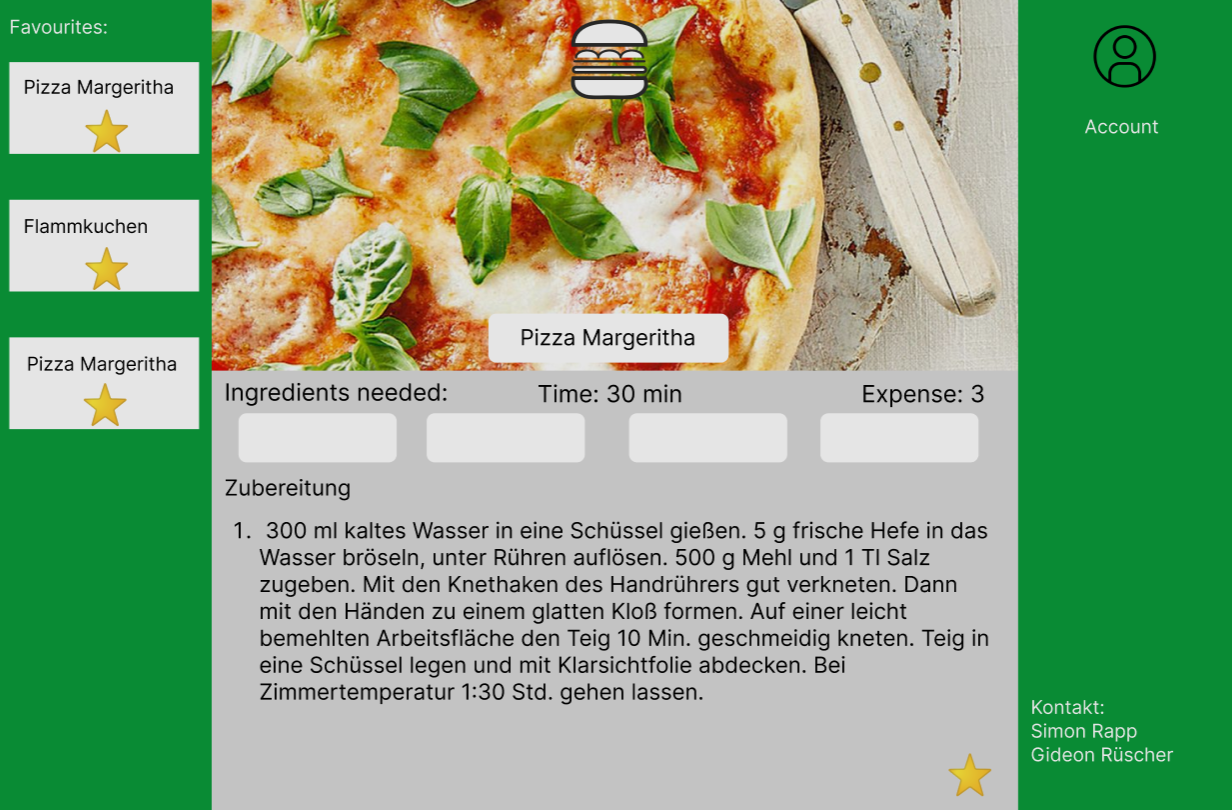 Favourites:
Pizza Margeritha
Flammkuchen
Pizza Margeritha
Pizza Margeritha
Ingredients needed:
Time: 30 min
Expense: 3
Zubereitung
1. 300 ml kaltes Wasser in eine Schüssel gießen. 5 g frische Hefe in das
Wasser bröseln, unter Rühren auflösen. 500 g Mehl und 1 Tl Salz
zugeben. Mit den Knethaken des Handrührers gut verkneten. Dann
mit den Händen zu einem glatten Kloß formen. Auf einer leicht
bemehlten Arbeitsfläche den Teig 10 Min. geschmeidig kneten. Teig in
eine Schüssel legen und mit Klarsichtfolie abdecken. Bei
Zimmertemperatur 1:30 Std. gehen lassen.
Account
Kontakt:
Simon Rapp
Gideon Rüscher